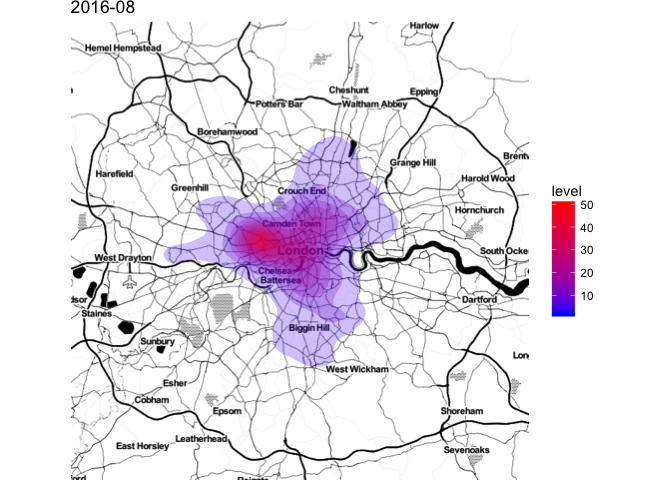 2016-08
Harlow
Hemel Hempstead
Cheshunt
Epping
Potters Bar
Waltham Abbey
Borehamwood
Brentw
Grange Hill
Harefield
Harold Wood
Greenhill
Crouch End
Hornchurch
Camden Town
London
South Ocke
West Drayton
Chelsea
Battersea
dsor
Staines
Dartford
Biggin Hill
Sunbury
Lon
West Wickham
Esher
Cobham
Epsom
Shoreham
Leatherhead
East Horsley
Sevenoaks
level
50
40
30
20
10